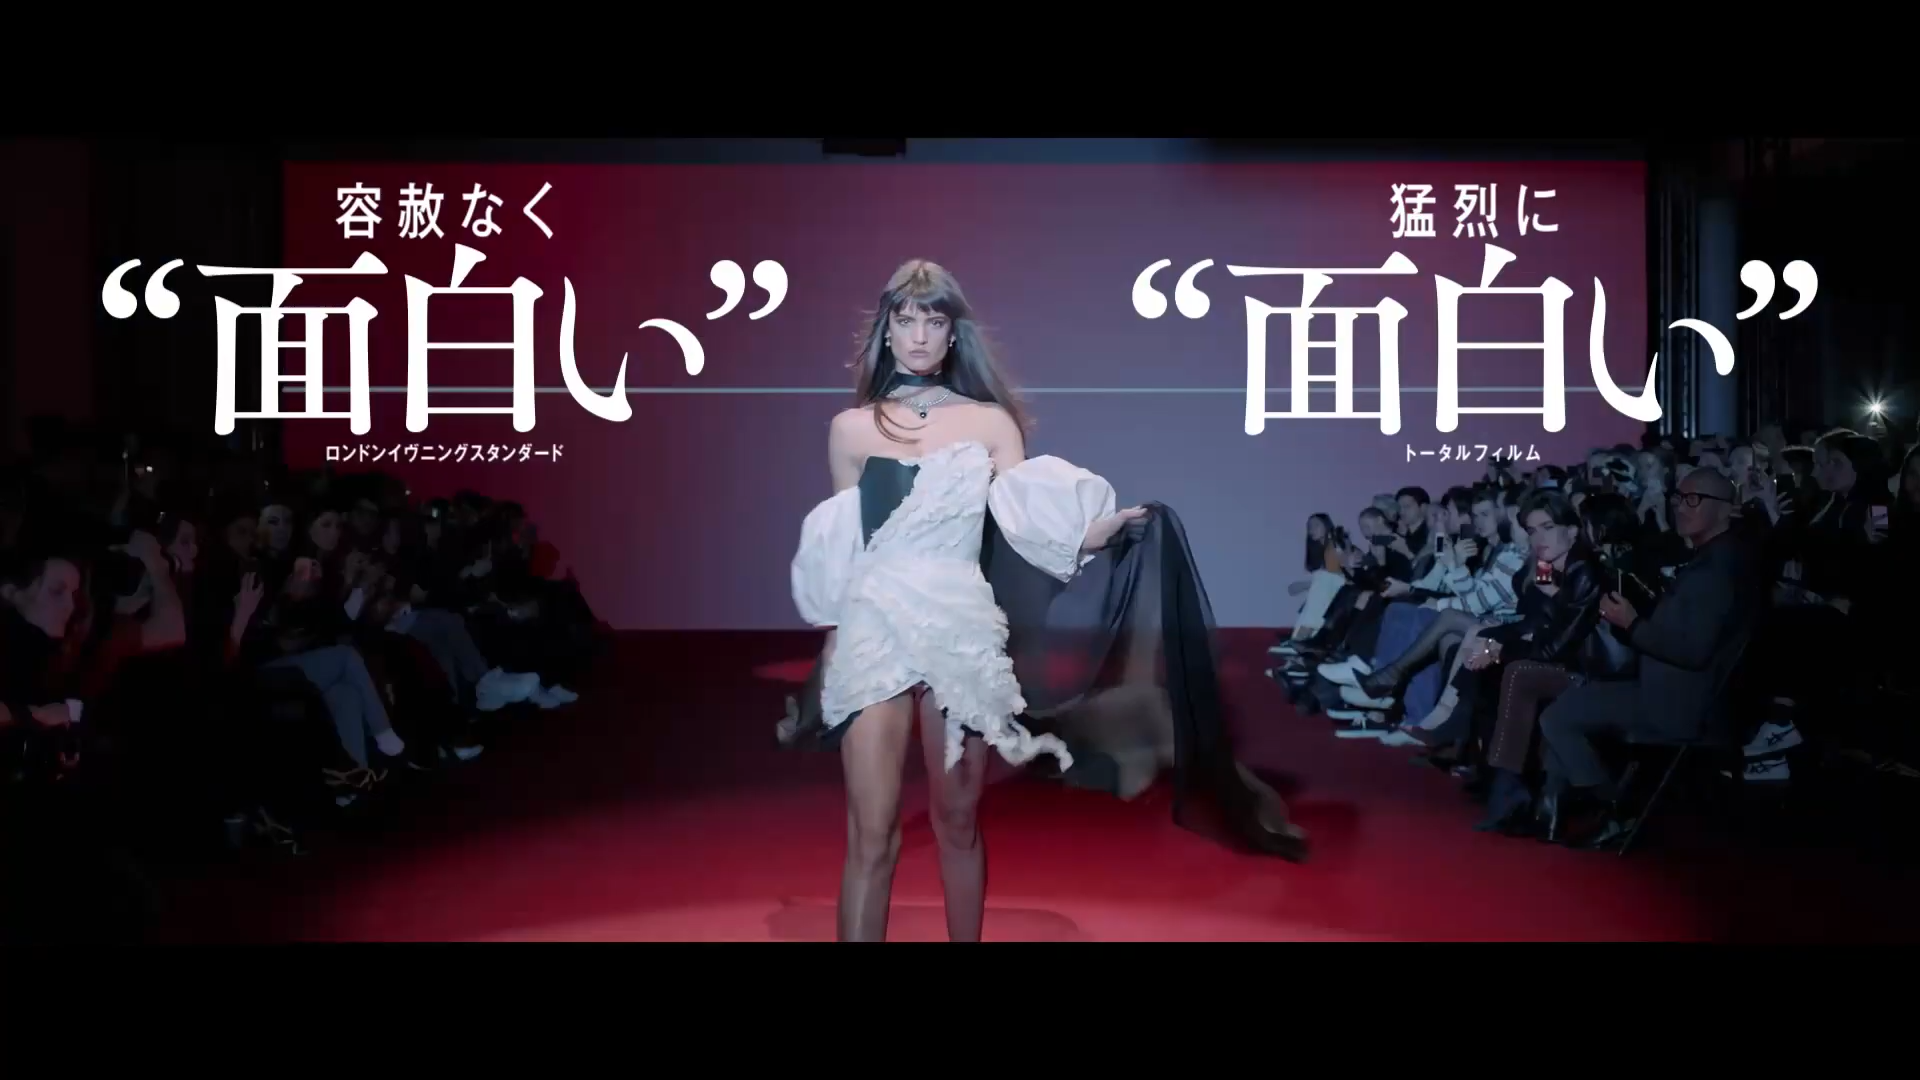 容赦なく
“面白い”
ロンドンイヴニングスタンダード
猛烈に
“面白い”
トータルフィルム